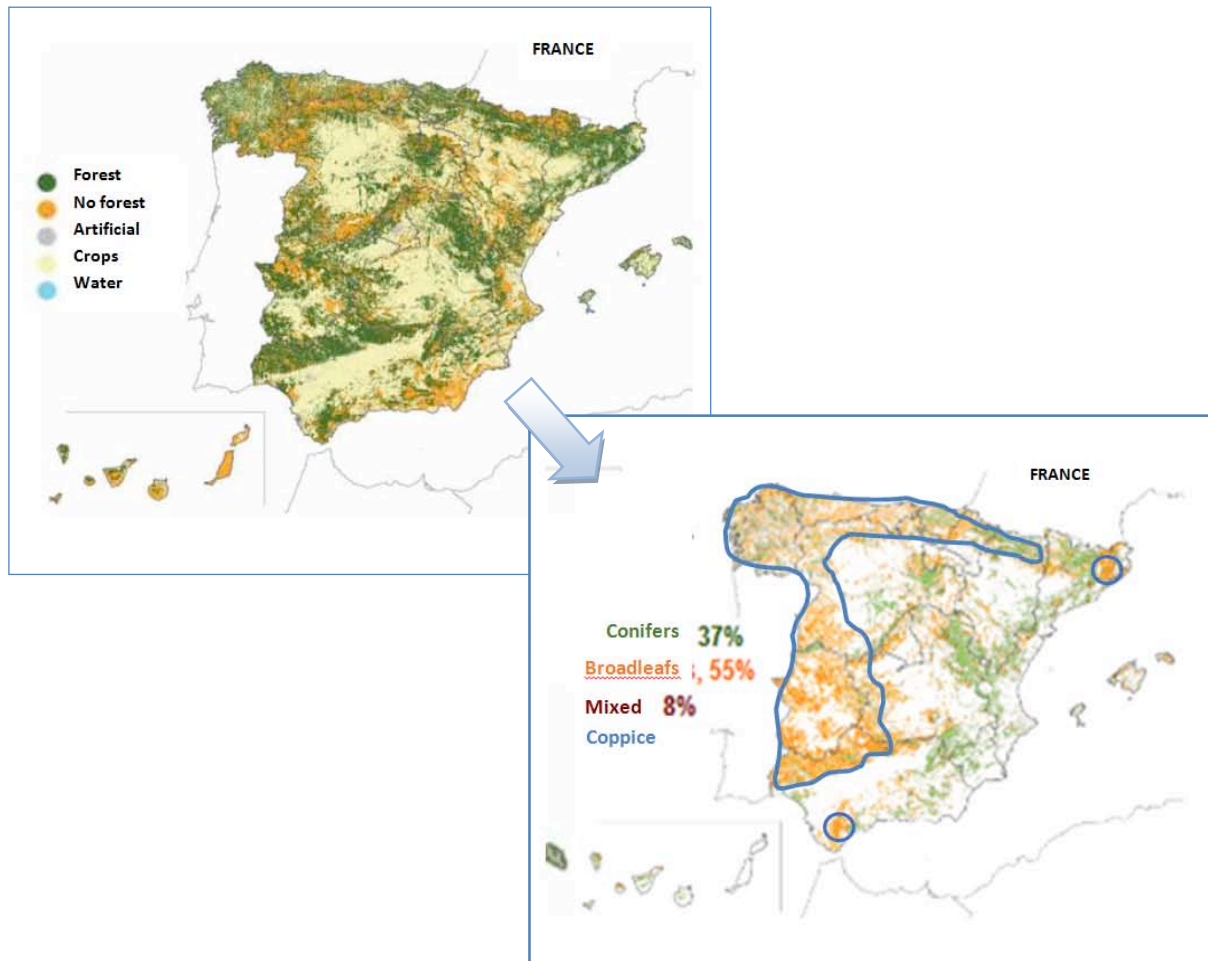 FRANCE
Forest
No forest
Artificial
Crops
Water
FRANCE
Conifers 37%
Broadleafs , 55%
Mixed 8%
Coppice